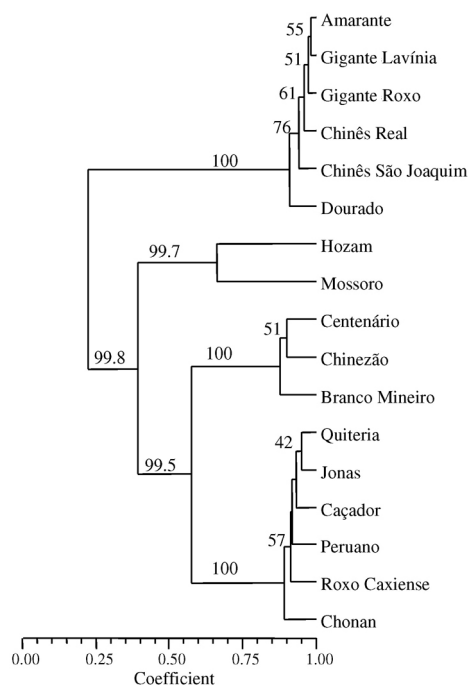 Amarante
55
Gigante Lavínia
51
Gigante Roxo
61
Chinês Real
76
Chinês São Joaquim
100
Dourado
Hozam
99.7
Mossoro
Centenário
51
Chinezão
100
99.8
Branco Mineiro
Quiteria
42
Jonas
99.5
Caçador
57
Peruano
100
Roxo Caxiense
Chonan
0.00 0.25 0.50 0.75 1.00
Coefficient